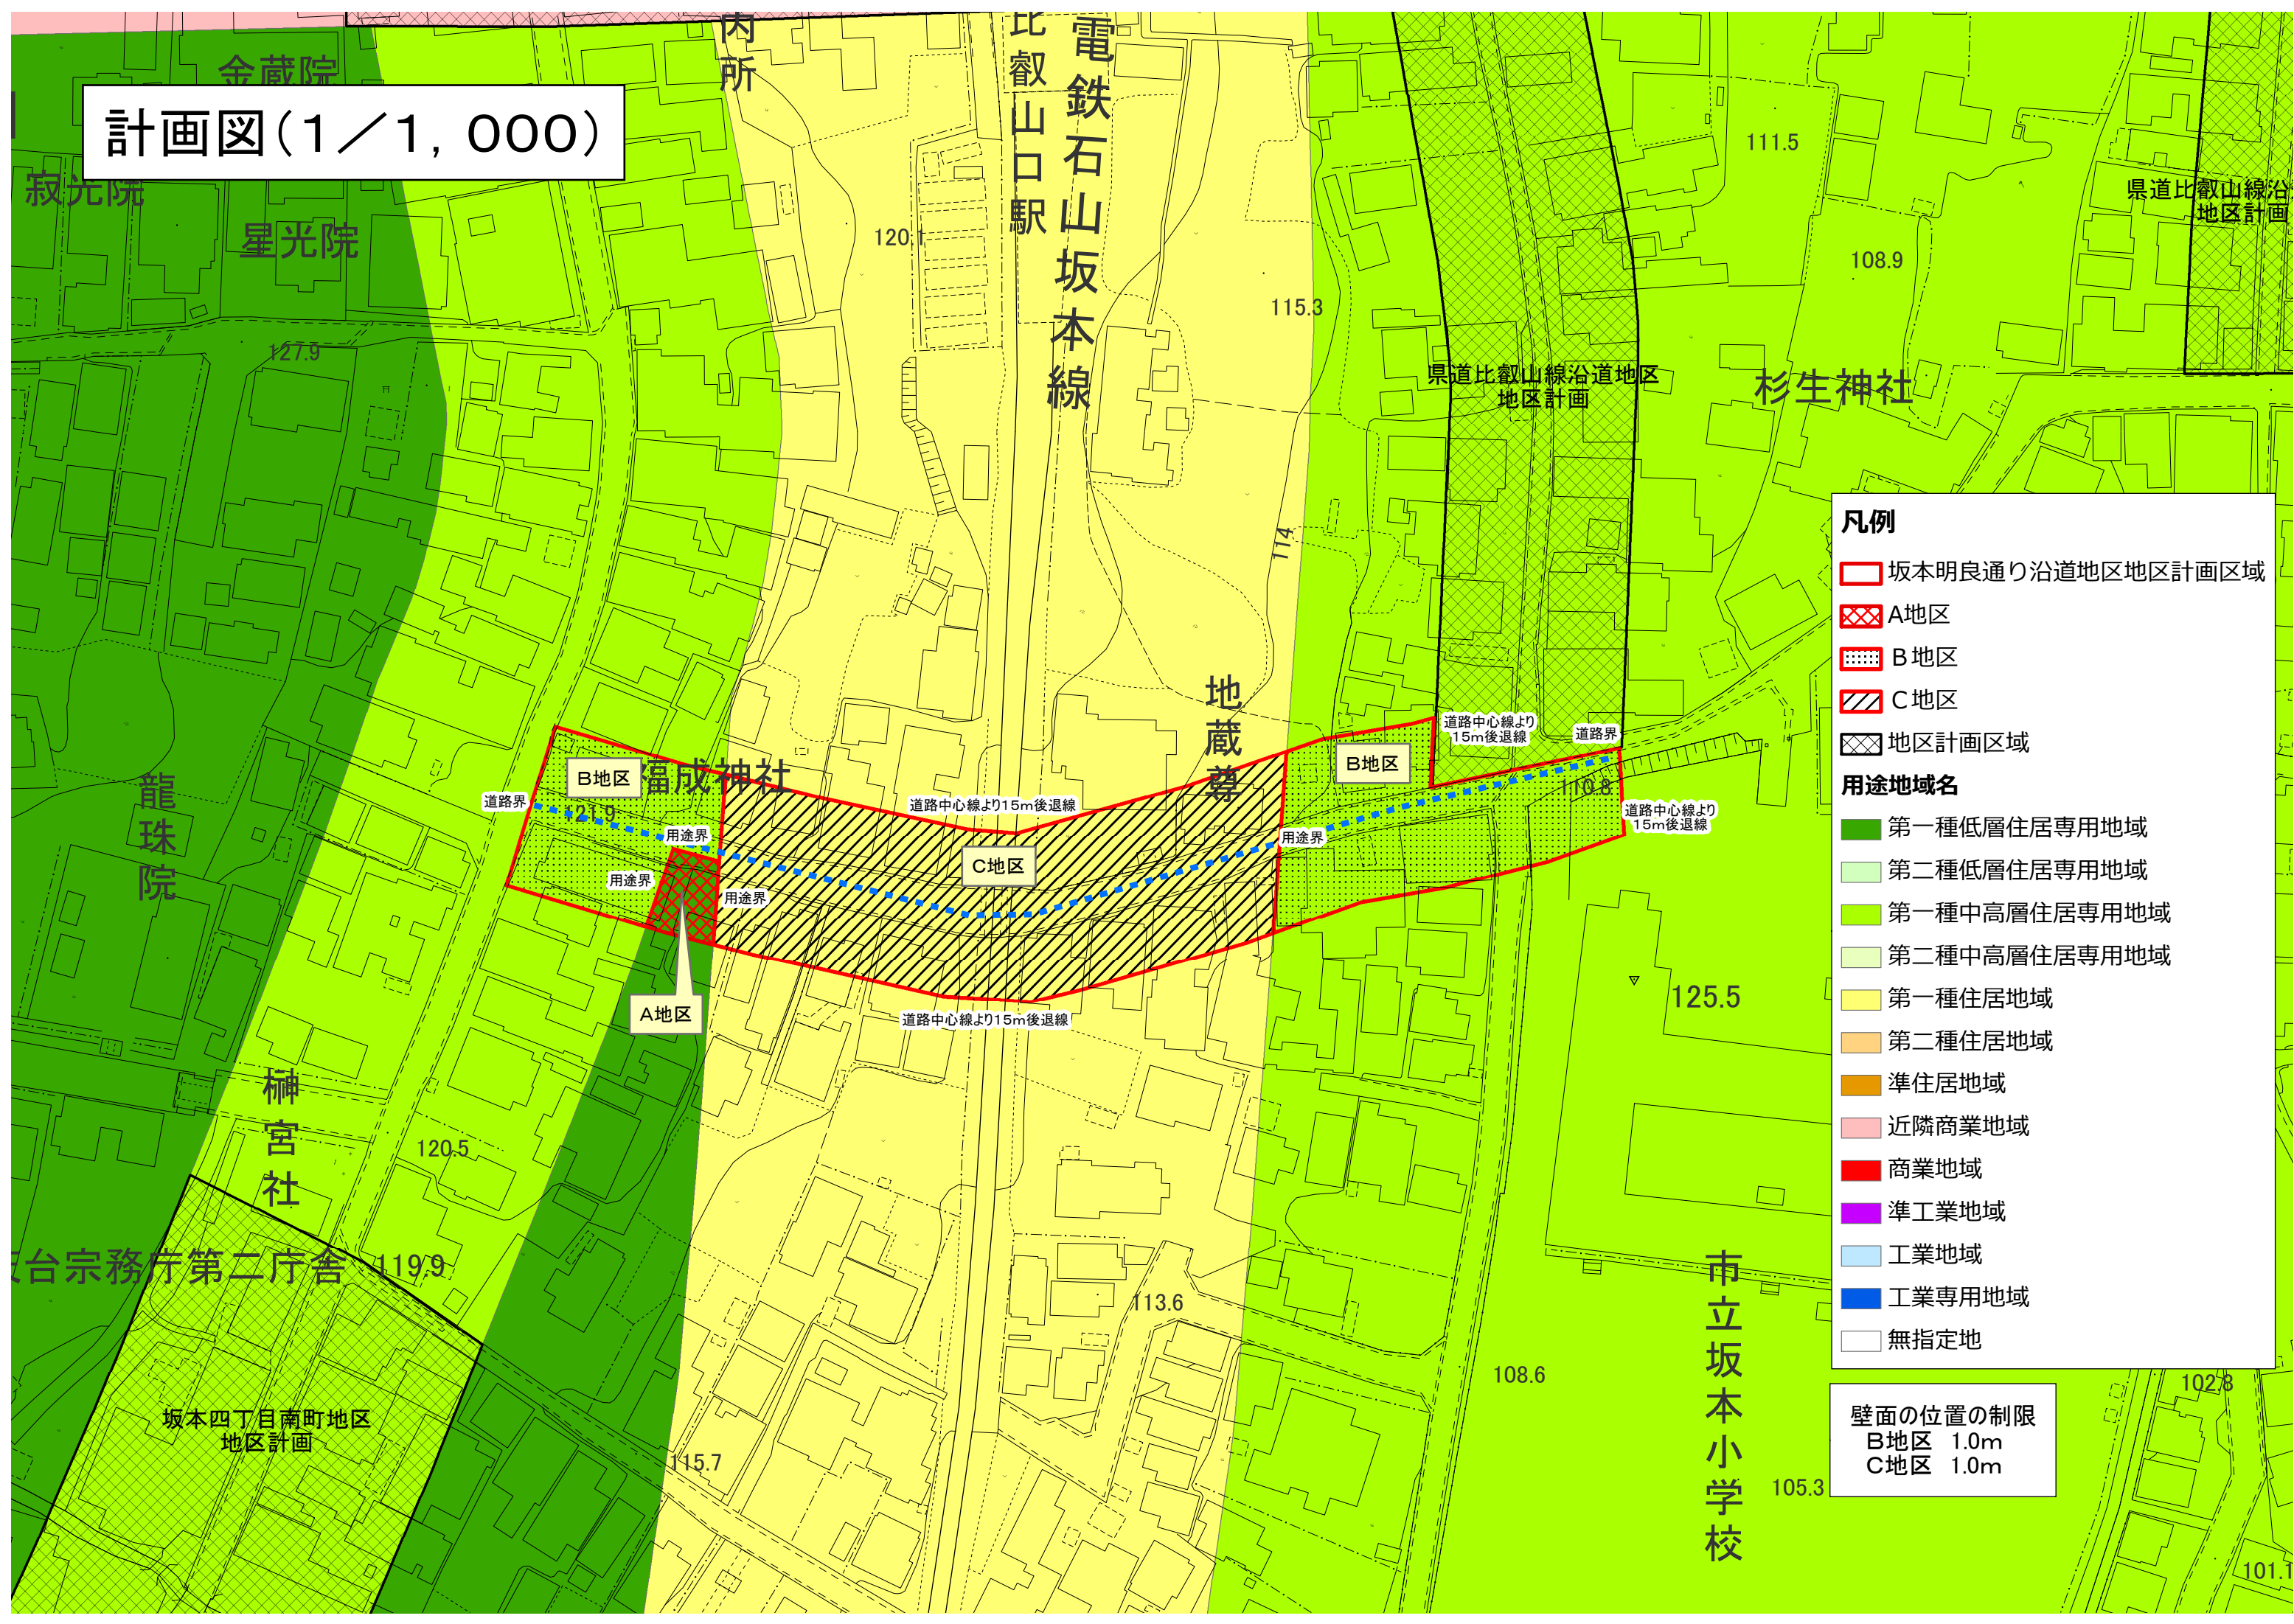 計画図(1／1，000)
金蔵院
寂光院
星光院
127.9
内所
比叡山口駅
電鉄石山坂本線
120.1
115.3
114
111.5
108.9
県道比叡山線沿
地区計画
県道比叡山線沿道地区
地区計画
杉生神社
地蔵尊
福成神社
B地区
121.9
道路界
用途界
用途界
用途界
A地区
道路中心線より15m後退線
C地区
道路中心線より15m後退線
用途界
B地区
道路中心線より
15m後退線
道路界
110.8
道路中心線より
15m後退線
龍珠院
榊宮社
120.5
台宗務庁第二庁舎
119.9
坂本四丁目南町地区
地区計画
115.7
113.6
108.6
125.5
市立坂本小学校
105.3
102.8
101.1
凡例
坂本明良通り沿道地区地区計画区域
A地区
B地区
C地区
地区計画区域
用途地域名
第一種低層住居専用地域
第二種低層住居専用地域
第一種中高層住居専用地域
第二種中高層住居専用地域
第一種住居地域
第二種住居地域
準住居地域
近隣商業地域
商業地域
準工業地域
工業地域
工業専用地域
無指定地
壁面の位置の制限
B地区 1.0m
C地区 1.0m